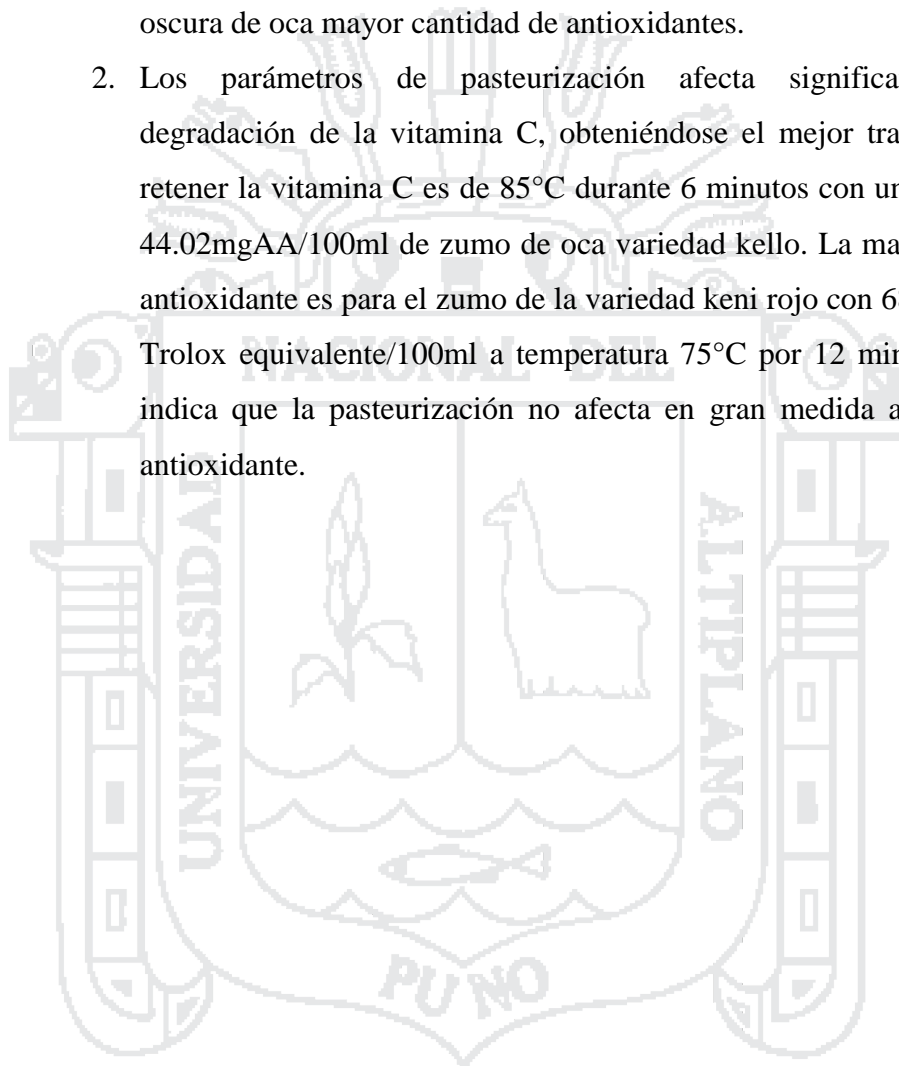 oscura de oca mayor cantidad de antioxidantes.
2. Los parámetros de pasteurización afecta
degradación de la vitamina C, obteniéndose el mejor
retener la vitamina C es de 85°C durante 6 minutos con
44.02mgAA/100ml de zumo de oca variedad kello. La
antioxidante es para el zumo de la variedad keni rojo con
Trolox equivalente/100ml a temperatura 75°C por 12
indica que la pasteurización no afecta en gran medida
antioxidante.
NACIONAL DEL
UNIVERSIDAD
ALTIPLANO
PUNO